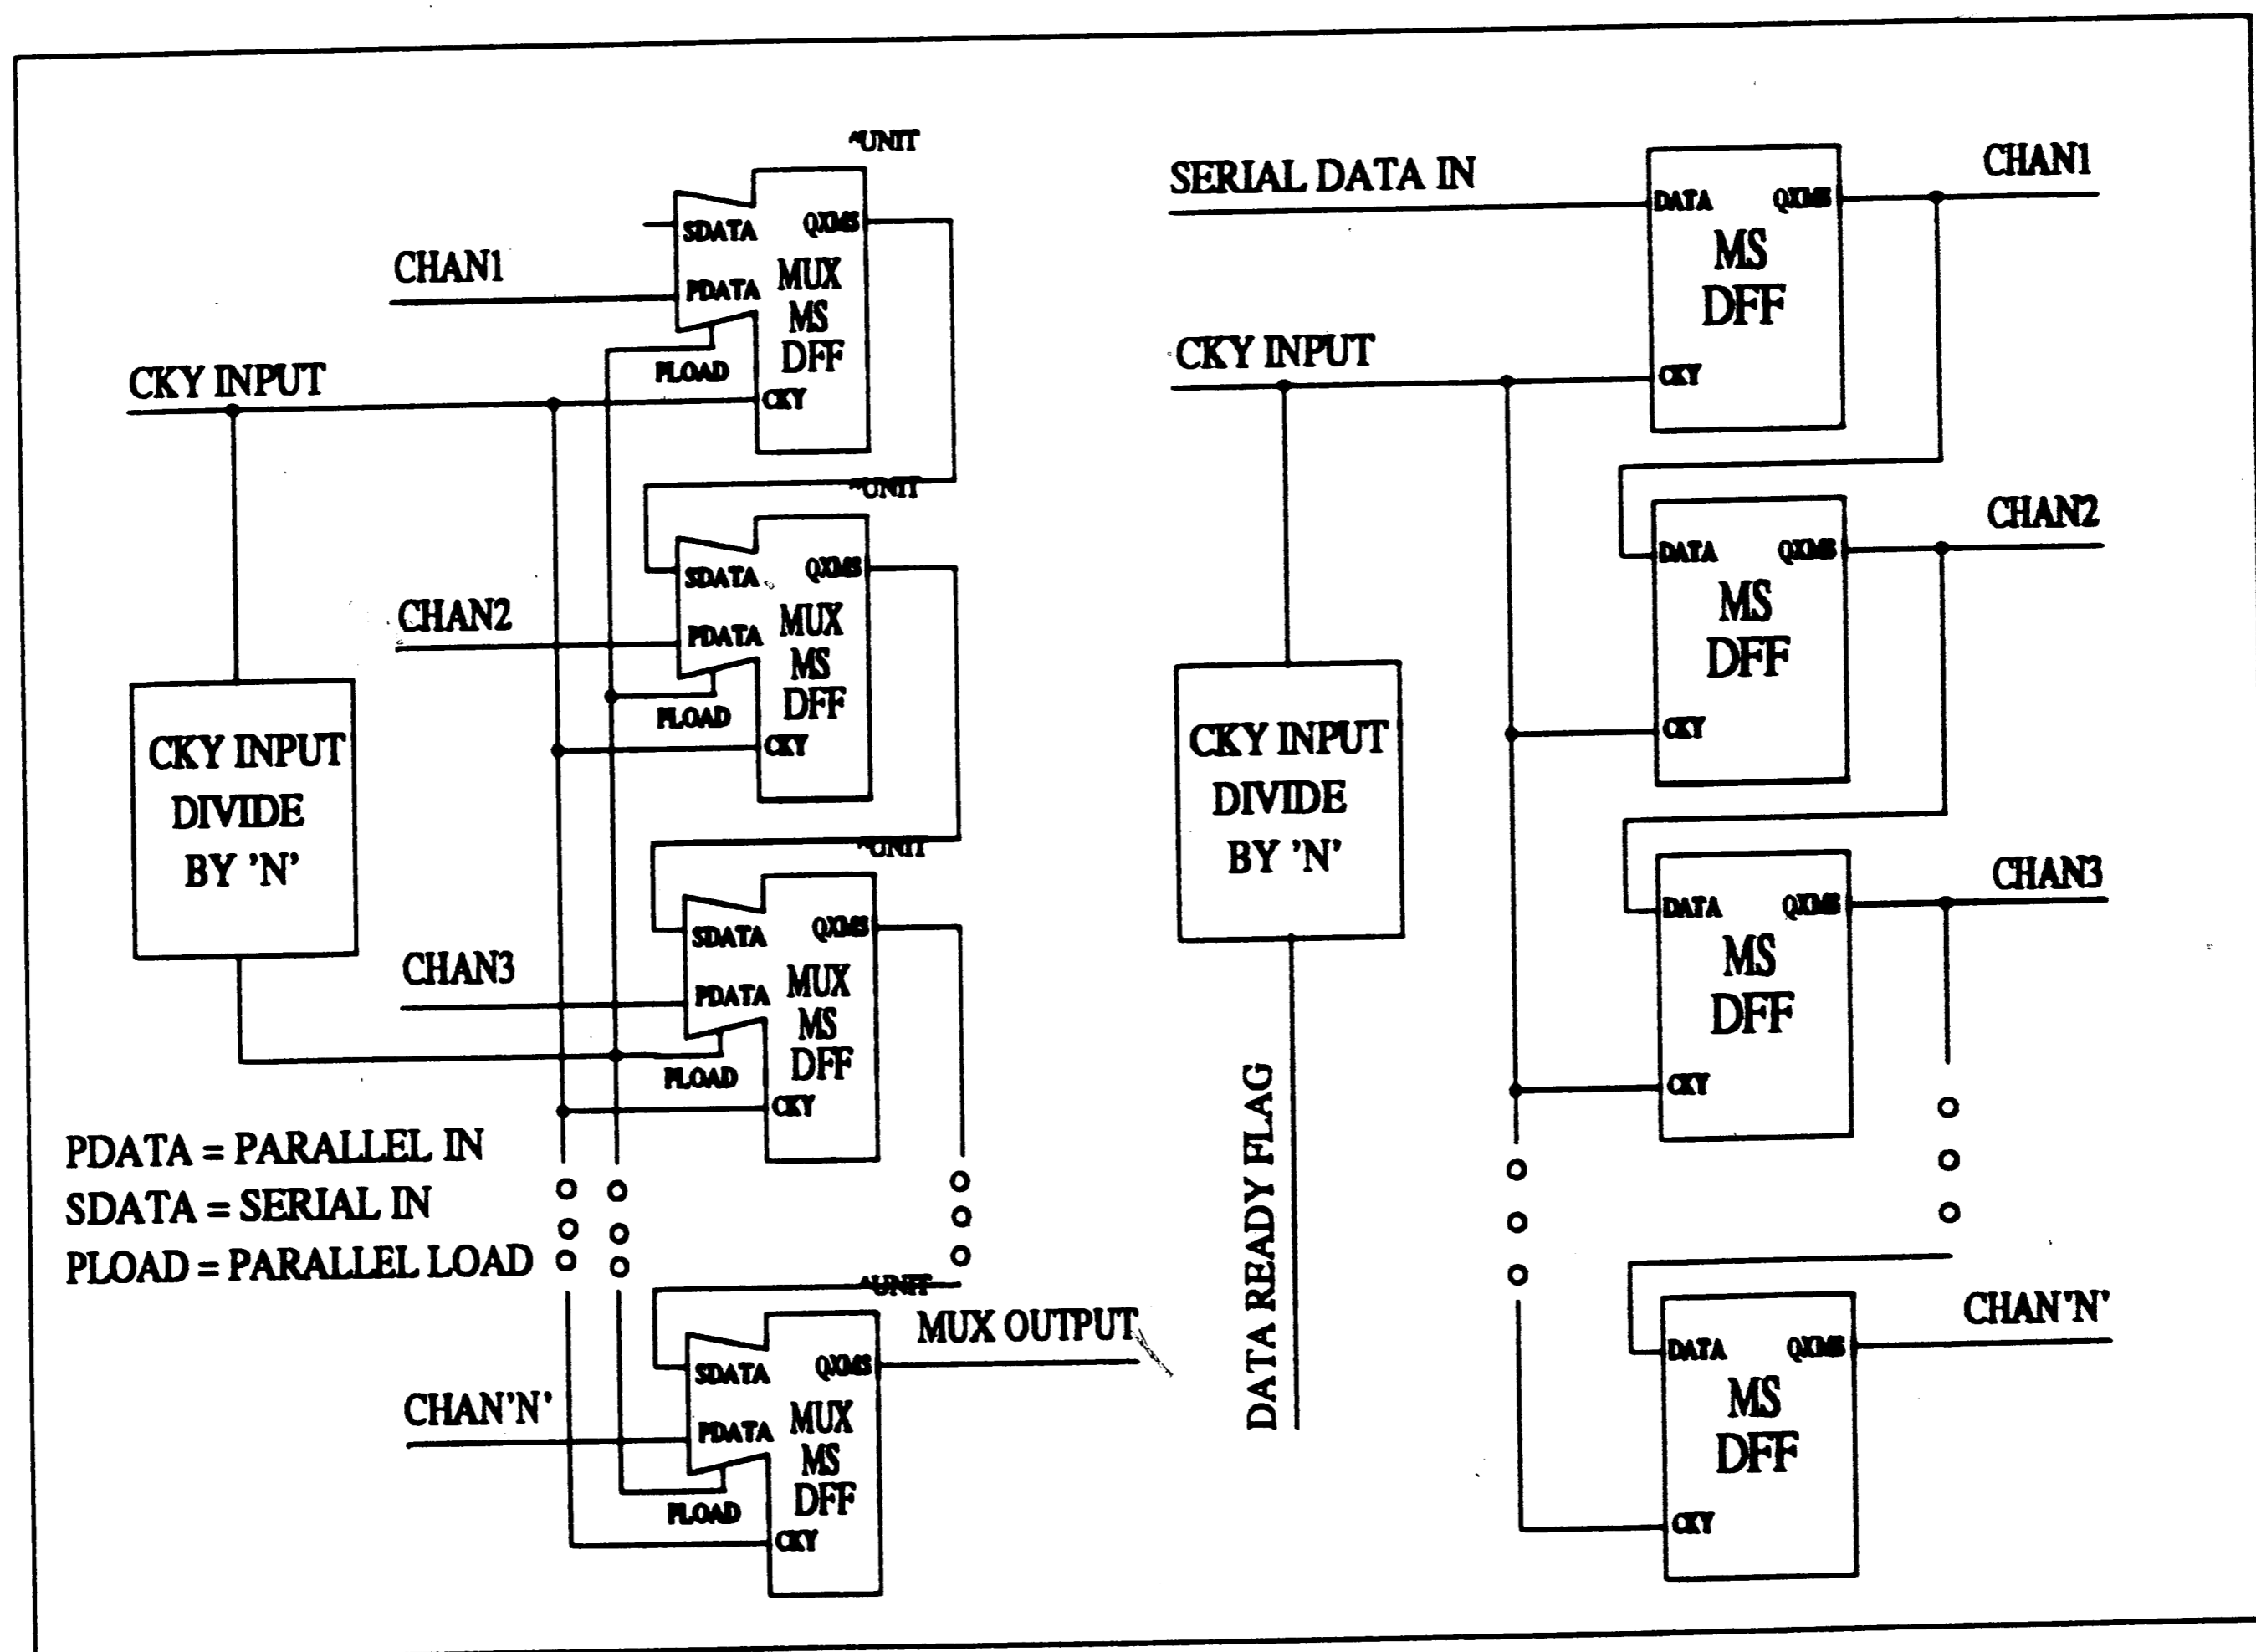 ^UNIT
SDATA
QXMS
CHAN1
PDATA
MUX
MS
DFF
PLOAD
CKY INPUT
CKY
^UNIT
SDATA
QXMS
CHAN2
PDATA
MUX
MS
DFF
PLOAD
CKY
CKY INPUT
DIVIDE
BY 'N'
^UNIT
SDATA
QXMS
CHAN3
PDATA
MUX
MS
DFF
PLOAD
CKY
PDATA = PARALLEL IN
SDATA = SERIAL IN
PLOAD = PARALLEL LOAD
^UNIT
SDATA
QXMS
MUX OUTPUT
CHAN'N'
PDATA
MUX
MS
DFF
PLOAD
CKY
SERIAL DATA IN
DATA
QXMS
CHAN1
MS
DFF
CKY INPUT
CKY
DATA
QXMS
CHAN2
MS
DFF
CKY
CKY INPUT
DIVIDE
BY 'N'
DATA
QXMS
CHAN3
MS
DFF
CKY
DATA READY FLAG
DATA
QXMS
CHAN'N'
MS
DFF
CKY